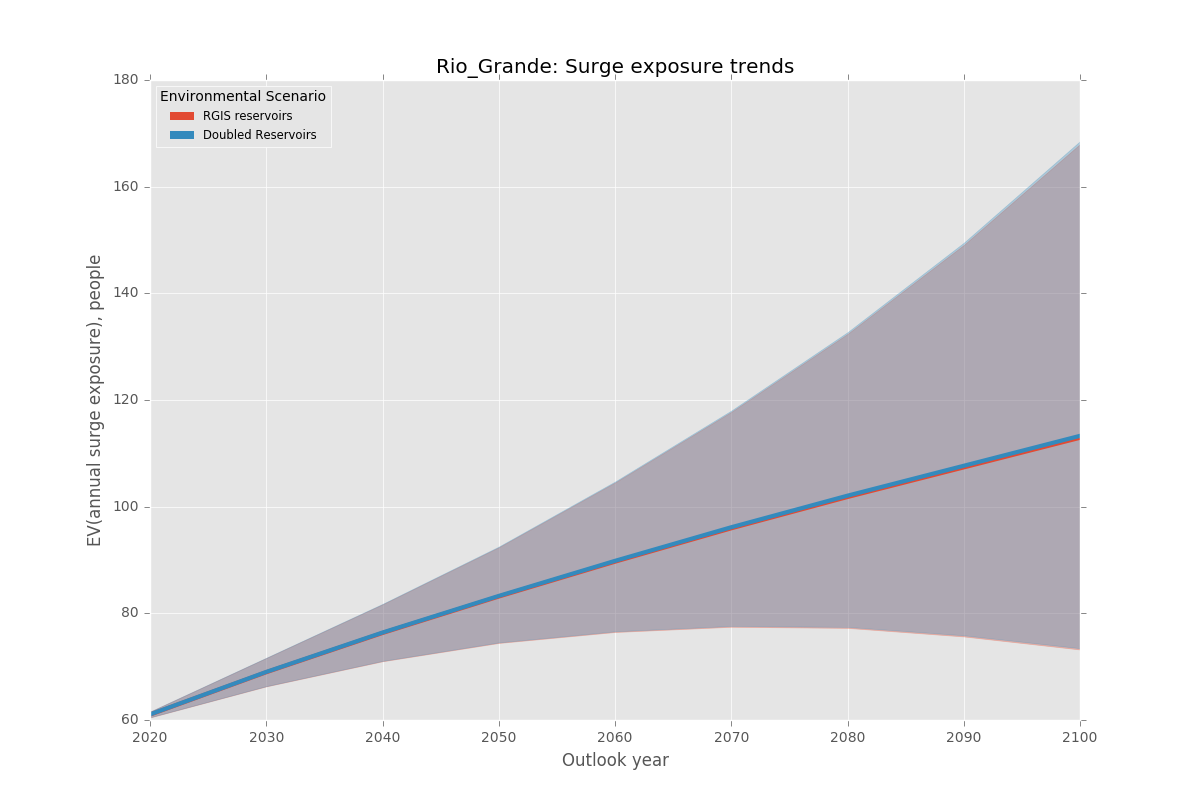 Rio_Grande: Surge exposure trends
180
160
140
120
100
80
60
EV(annual surge exposure), people
Environmental Scenario
RGIS reservoirs
Doubled Reservoirs
2020 2030 2040 2050 2060 2070 2080 2090 2100
Outlook year